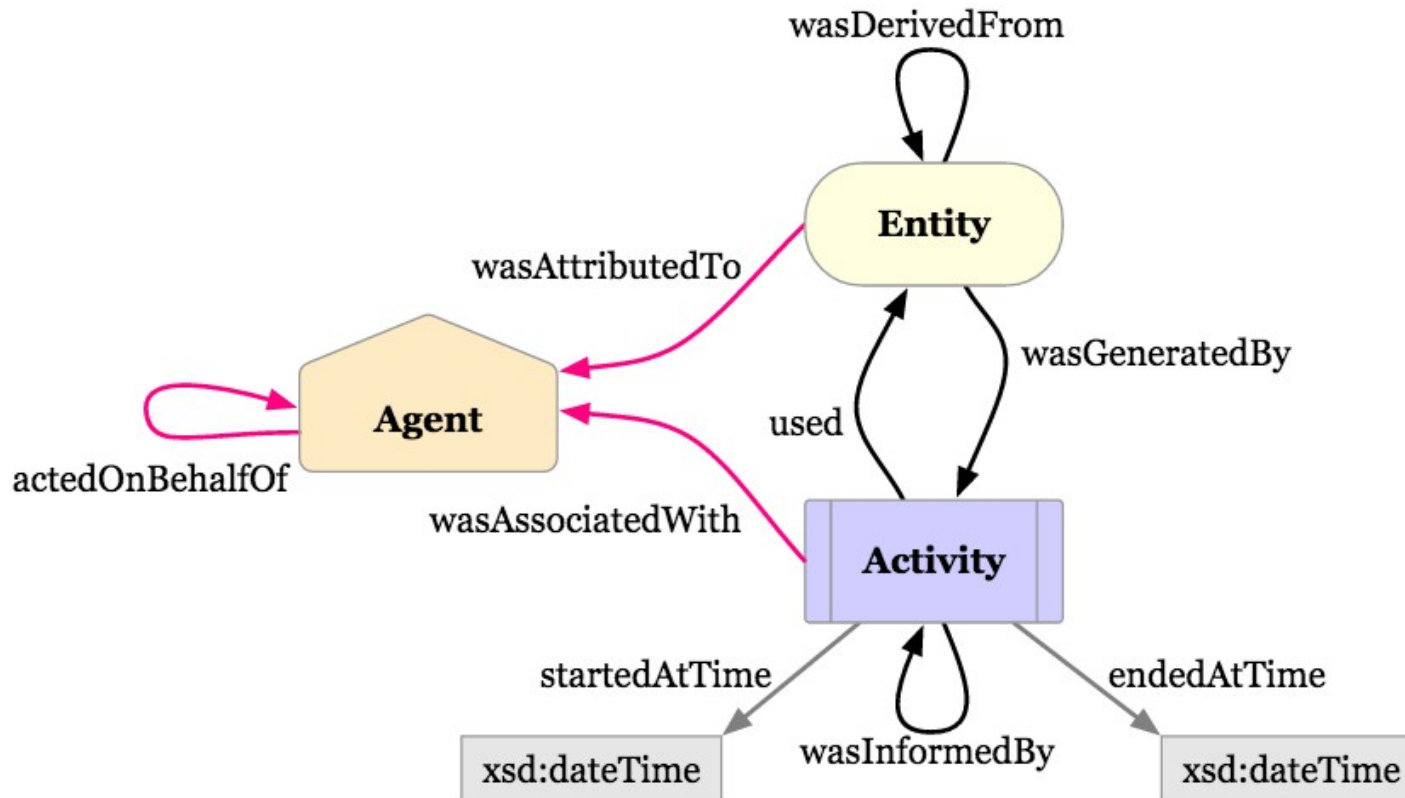 wasDerivedFrom
Entity
wasAttributedTo
wasGeneratedBy
used
Agent
actedOnBehalfOf
wasAssociatedWith
Activity
startedAtTime
endedAtTime
wasInformedBy
xsd:dateTime
xsd:dateTime